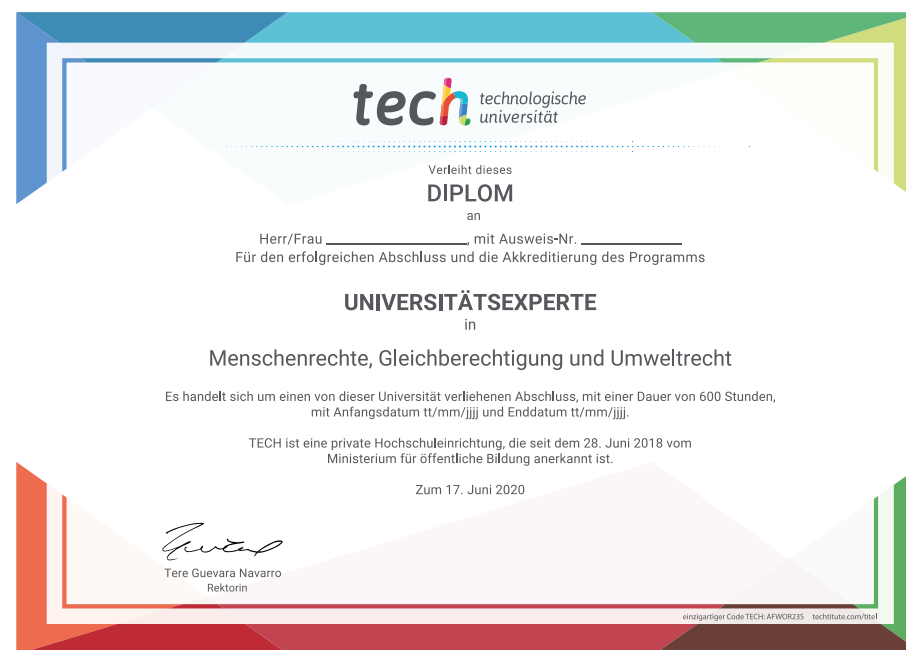 tech technologische
universität
Verleiht dieses
DIPLOM
an
Herr/Frau ____________________, mit Ausweis-Nr. ______________
Für den erfolgreichen Abschluss und die Akkreditierung des Programms
UNIVERSITÄTSEXPERTE
in
Menschenrechte, Gleichberechtigung und Umweltrecht
Es handelt sich um einen von dieser Universität verliehenen Abschluss, mit einer Dauer von 600 Stunden,
mit Anfangsdatum tt/mm/jjjj und Enddatum tt/mm/jjjj.
TECH ist eine private Hochschuleinrichtung, die seit dem 28. Juni 2018 vom
Ministerium für öffentliche Bildung anerkannt ist.
Zum 17. Juni 2020
Tere Guevara Navarro
Rektorin
einzigartiger Code TECH: AFWOR23S techtitute.com/titel